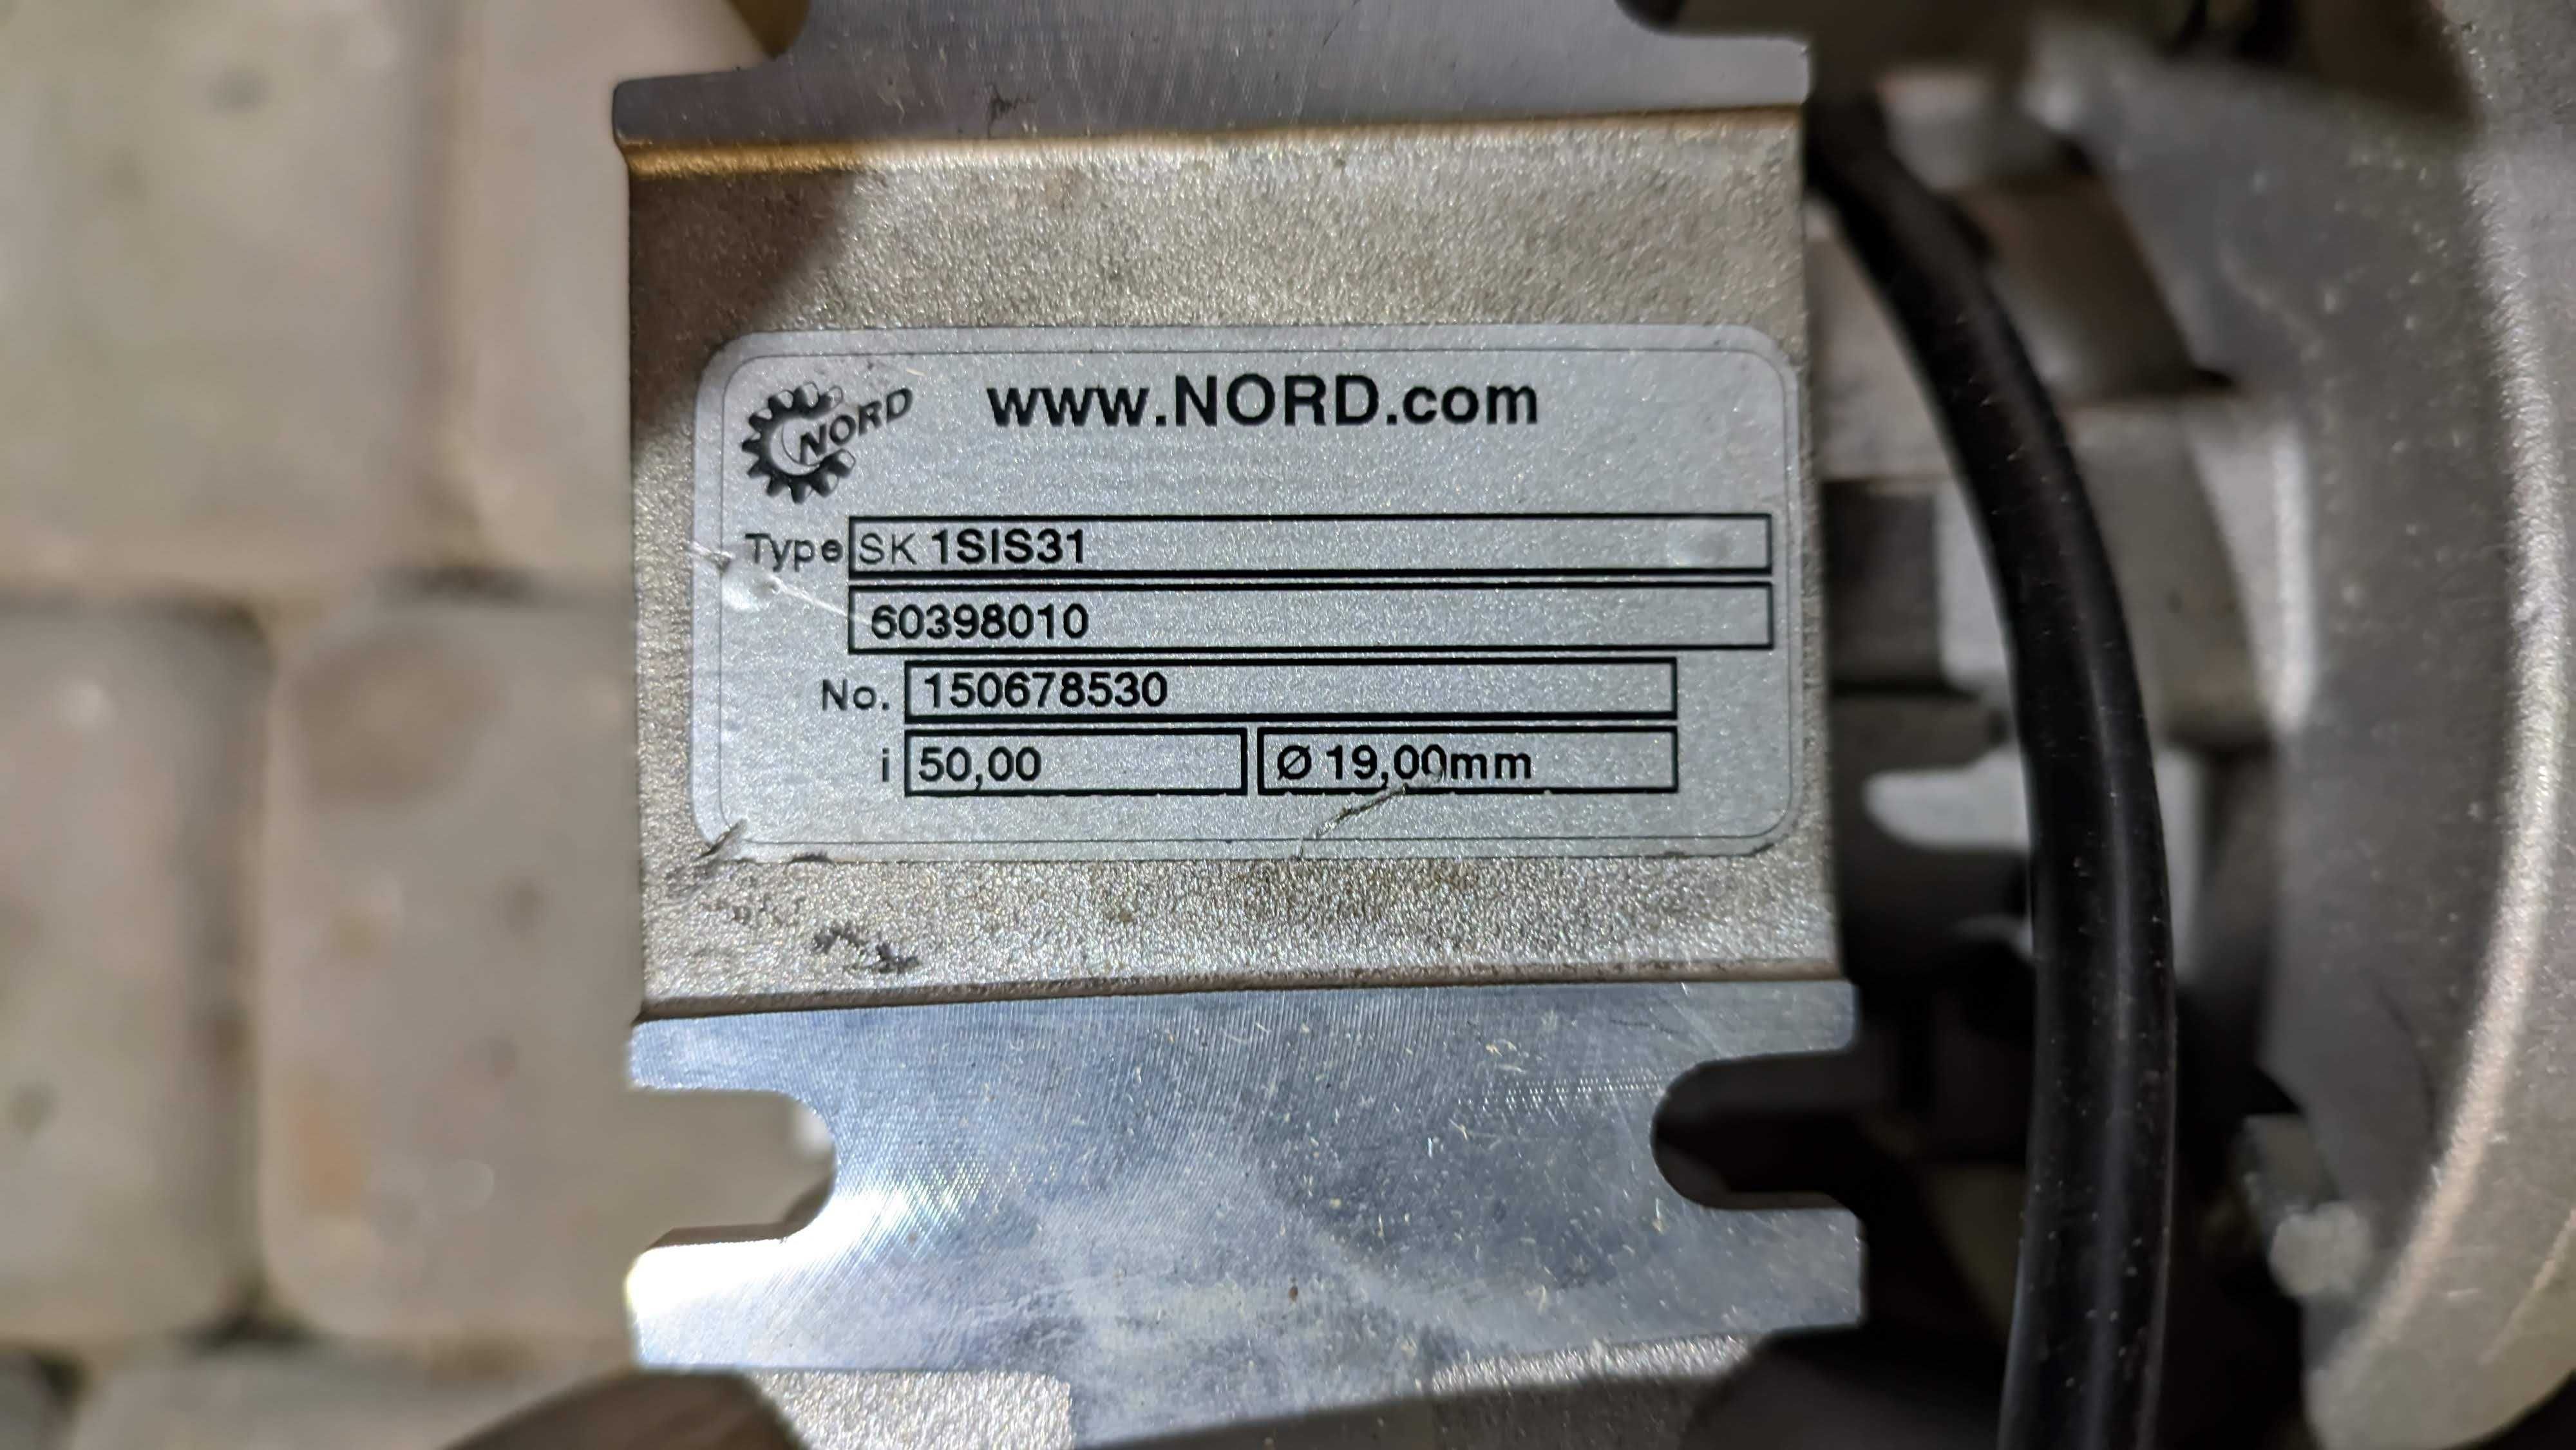 NORD www.NORD.com
Type SK 1SIS31
60398010
No. 150678530
i 50,00 Ø 19,00mm